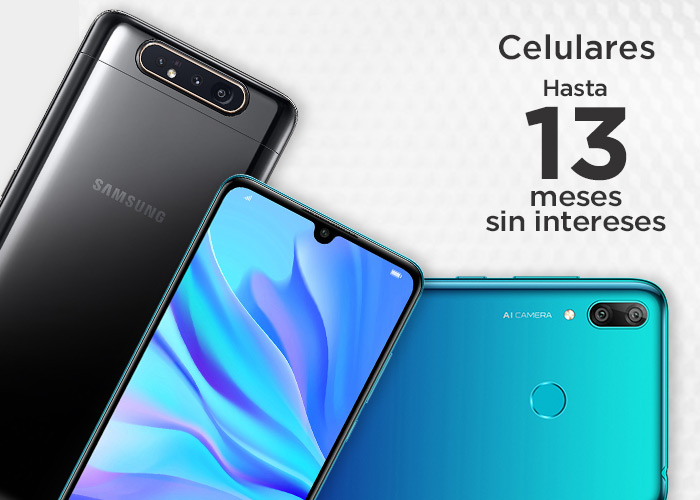 Celulares
Hasta
13
meses
sin intereses
SAMSUNG
AI CAMERA